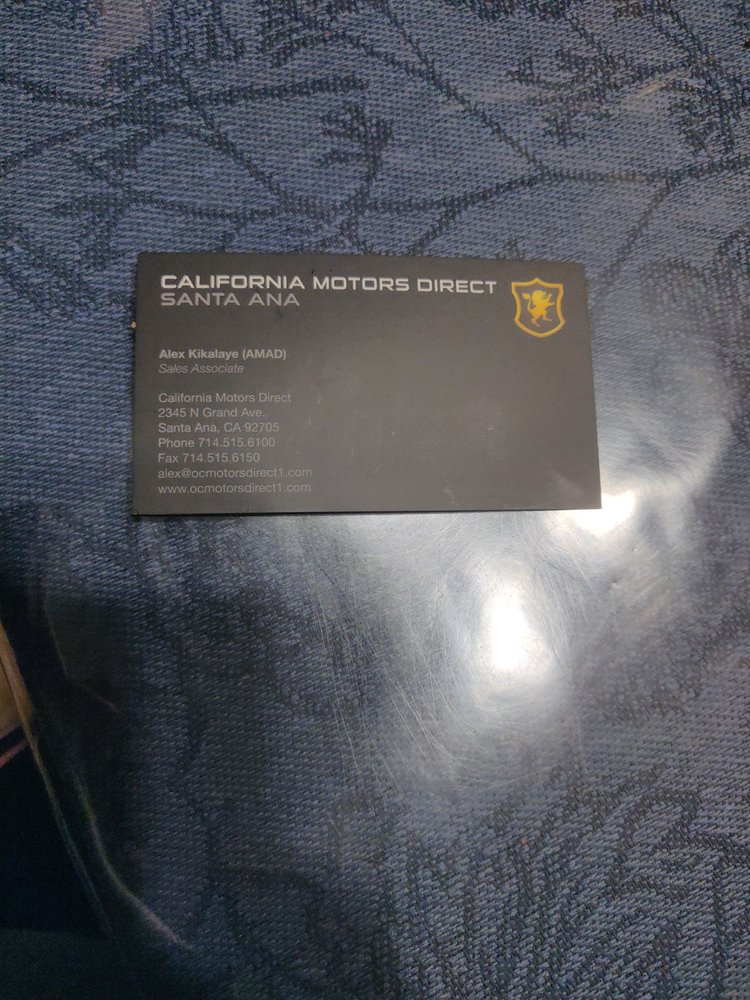 CALIFORNIA MOTORS DIRECT
SANTA ANA
Alex Kikalaye (AMAD)
Sales Associate
California Motors Direct
2345 N Grand Ave.
Santa Ana, CA 92705
Phone 714.515.6100
Fax 714.515.6150
alex@ocmotorsdirect1.com
www.ocmotorsdirect1.com